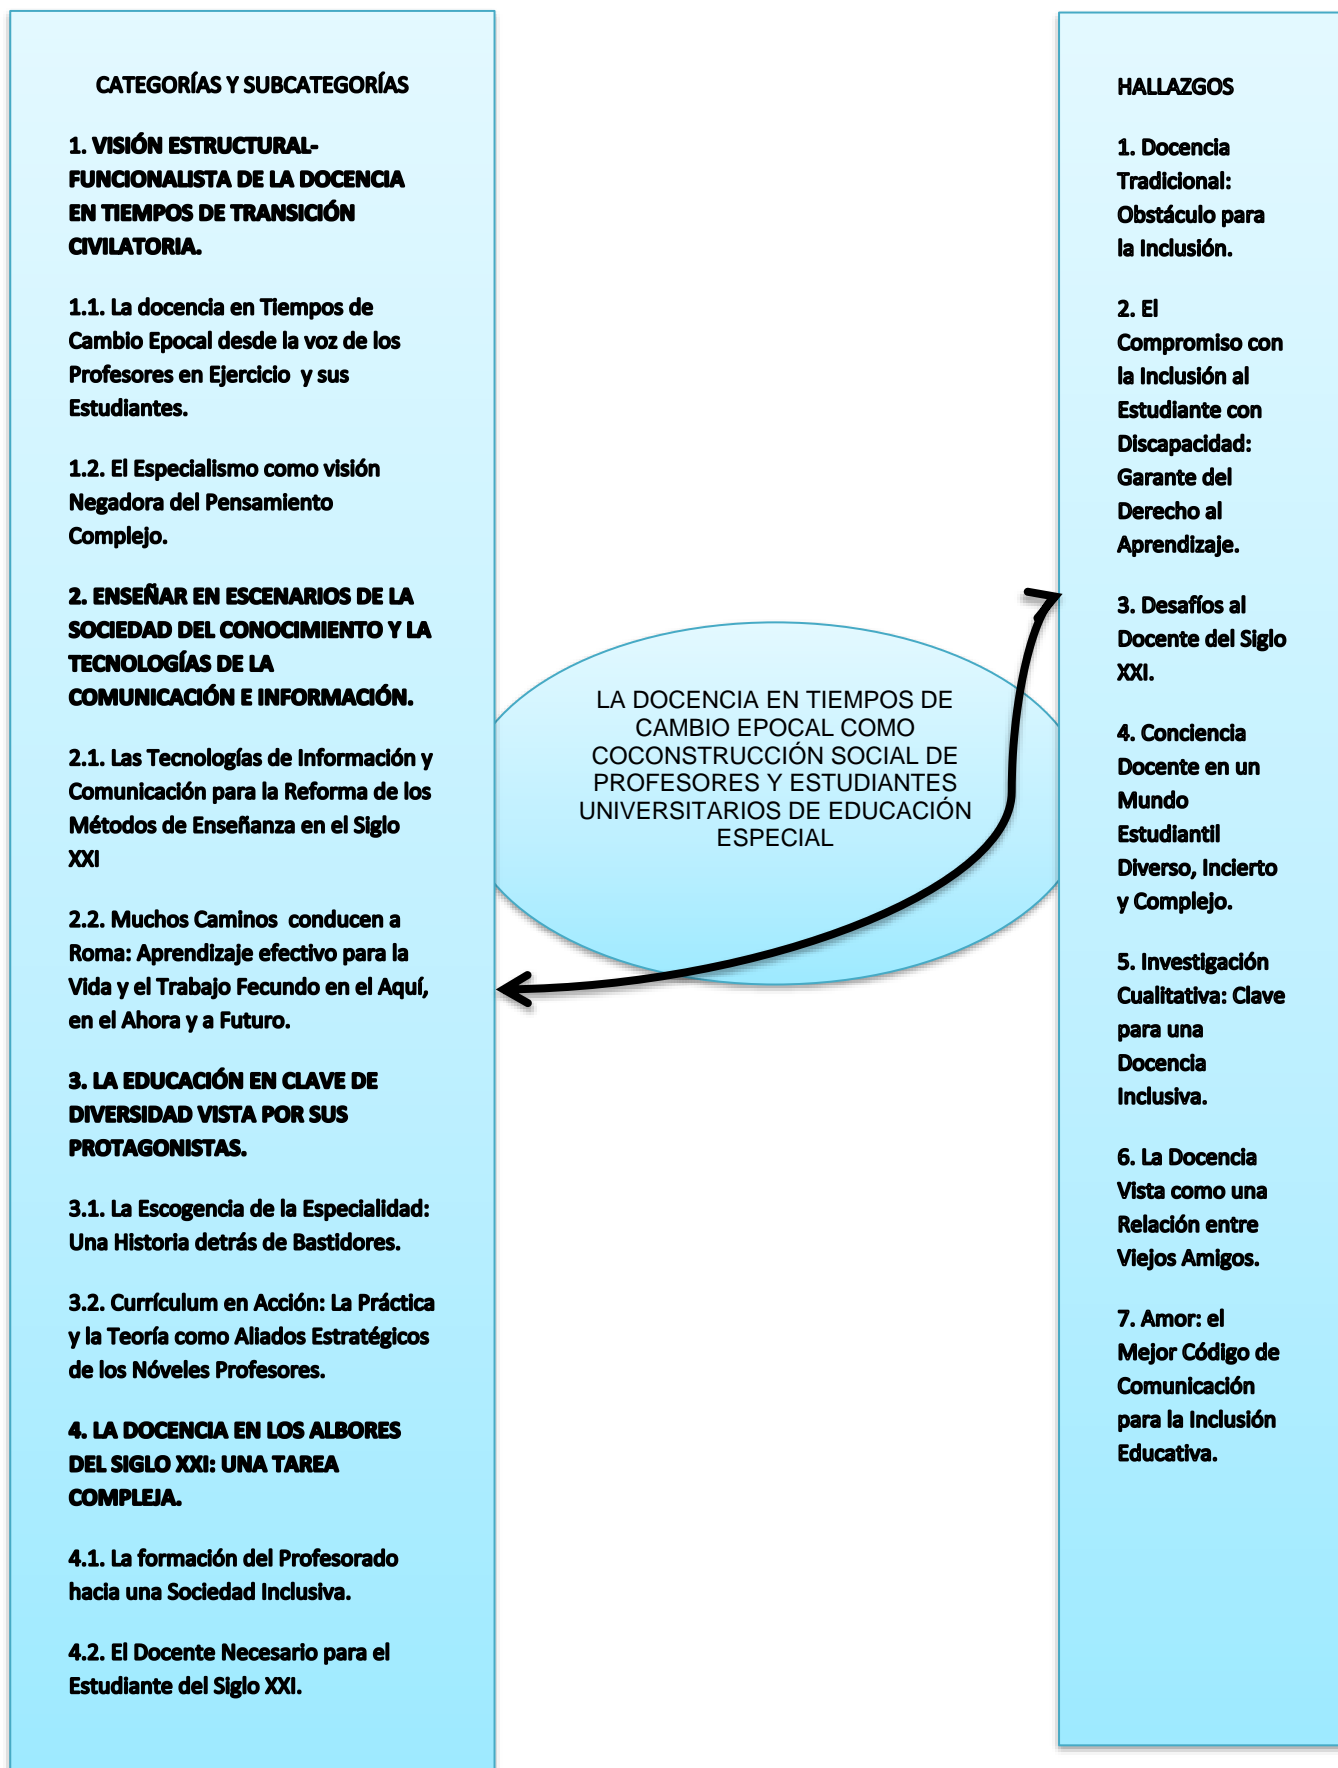 CATEGORÍAS Y SUBCATEGORÍAS
1. VISIÓN ESTRUCTURAL-
FUNCIONALISTA DE LA DOCENCIA
EN TIEMPOS DE TRANSICIÓN
CIVILATORIA.
1.1. La docencia en Tiempos de
Cambio Epocal desde la voz de los
Profesores en Ejercicio y sus
Estudiantes.
1.2. El Especialismo como visión
Negadora del Pensamiento
Complejo.
2. ENSEÑAR EN ESCENARIOS DE LA
SOCIEDAD DEL CONOCIMIENTO Y LA
TECNOLOGÍAS DE LA
COMUNICACIÓN E INFORMACIÓN.
2.1. Las Tecnologías de Información y
Comunicación para la Reforma de los
Métodos de Enseñanza en el Siglo
XXI
2.2. Muchos Caminos conducen a
Roma: Aprendizaje efectivo para la
Vida y el Trabajo Fecundo en el Aquí,
en el Ahora y a Futuro.
3. LA EDUCACIÓN EN CLAVE DE
DIVERSIDAD VISTA POR SUS
PROTAGONISTAS.
3.1. La Escogencia de la Especialidad:
Una Historia detrás de Bastidores.
3.2. Currículum en Acción: La Práctica
y la Teoría como Aliados Estratégicos
de los Nóveles Profesores.
4. LA DOCENCIA EN LOS ALBORES
DEL SIGLO XXI: UNA TAREA
COMPLEJA.
4.1. La formación del Profesorado
hacia una Sociedad Inclusiva.
4.2. El Docente Necesario para el
Estudiante del Siglo XXI.
LA DOCENCIA EN TIEMPOS DE
CAMBIO EPOCAL COMO
COCONSTRUCCIÓN SOCIAL DE
PROFESORES Y ESTUDIANTES
UNIVERSITARIOS DE EDUCACIÓN
ESPECIAL
HALLAZGOS
1. Docencia
Tradicional:
Obstáculo para
la Inclusión.
2. El
Compromiso con
la Inclusión al
Estudiante con
Discapacidad:
Garante del
Derecho al
Aprendizaje.
3. Desafíos al
Docente del Siglo
XXI.
4. Conciencia
Docente en un
Mundo
Estudiantil
Diverso, Incierto
y Complejo.
5. Investigación
Cualitativa: Clave
para una
Docencia
Inclusiva.
6. La Docencia
Vista como una
Relación entre
Viejos Amigos.
7. Amor: el
Mejor Código de
Comunicación
para la Inclusión
Educativa.